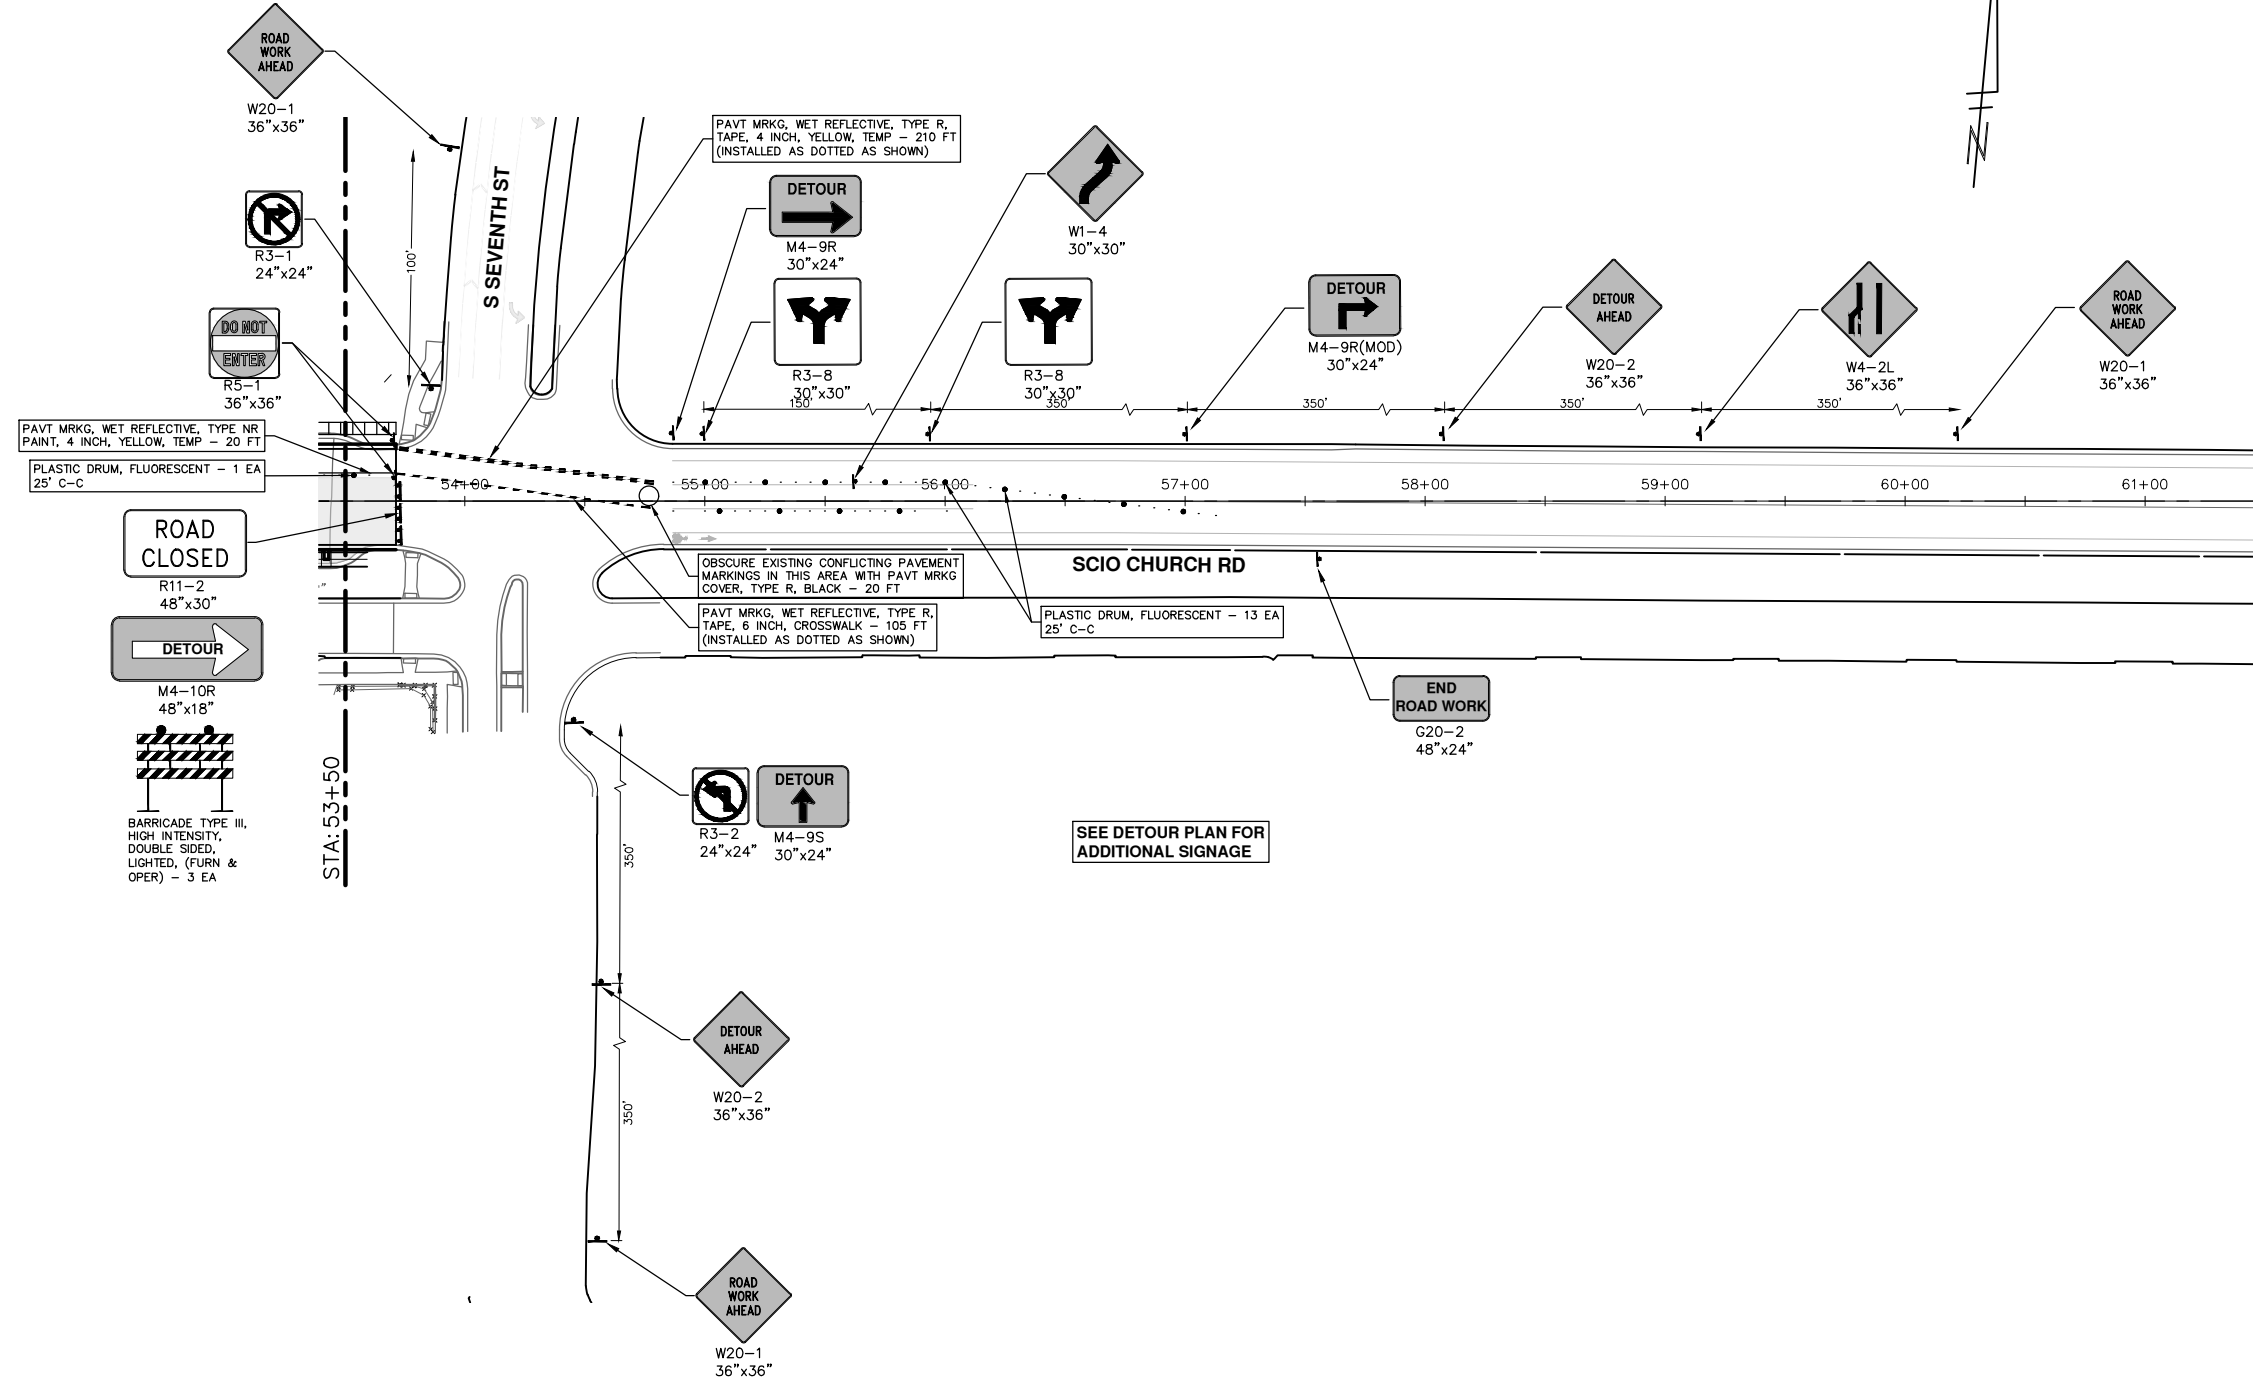 ROAD
WORK
AHEAD
W20-1
36"x36"
R3-1
24"x24"
100'
S SEVENTH ST
DO NOT
ENTER
R5-1
36"x36"
PAVT MRKG, WET REFLECTIVE, TYPE R,
TAPE, 4 INCH, YELLOW, TEMP - 210 FT
(INSTALLED AS DOTTED AS SHOWN)
DETOUR
M4-9R
30"x24"
R3-8
30"x30"
W1-4
30"x30"
R3-8
30"x30"
DETOUR
M4-9R(MOD)
30"x24"
DETOUR
AHEAD
W20-2
36"x36"
W4-2L
36"x36"
ROAD
WORK
AHEAD
W20-1
36"x36"
N
150'
350'
350'
350'
350'
PAVT MRKG, WET REFLECTIVE, TYPE NR
PAINT, 4 INCH, YELLOW, TEMP - 20 FT
PLASTIC DRUM, FLUORESCENT - 1 EA
25' C-C
54+00
55+00
56+00
57+00
58+00
59+00
60+00
61+00
ROAD
CLOSED
R11-2
48"x30"
DETOUR
M4-10R
48"x18"
BARRICADE TYPE III,
HIGH INTENSITY,
DOUBLE SIDED,
LIGHTED, (FURN &
OPER) - 3 EA
STA: 53+50
OBSCURE EXISTING CONFLICTING PAVEMENT
MARKINGS IN THIS AREA WITH PAVT MRKG
COVER, TYPE R, BLACK - 20 FT
PAVT MRKG, WET REFLECTIVE, TYPE R,
TAPE, 6 INCH, CROSSWALK - 105 FT
(INSTALLED AS DOTTED AS SHOWN)
SCIO CHURCH RD
PLASTIC DRUM, FLUORESCENT - 13 EA
25' C-C
END
ROAD WORK
G20-2
48"x24"
R3-2
24"x24"
DETOUR
M4-9S
30"x24"
350'
SEE DETOUR PLAN FOR
ADDITIONAL SIGNAGE
DETOUR
AHEAD
W20-2
36"x36"
350'
ROAD
WORK
AHEAD
W20-1
36"x36"